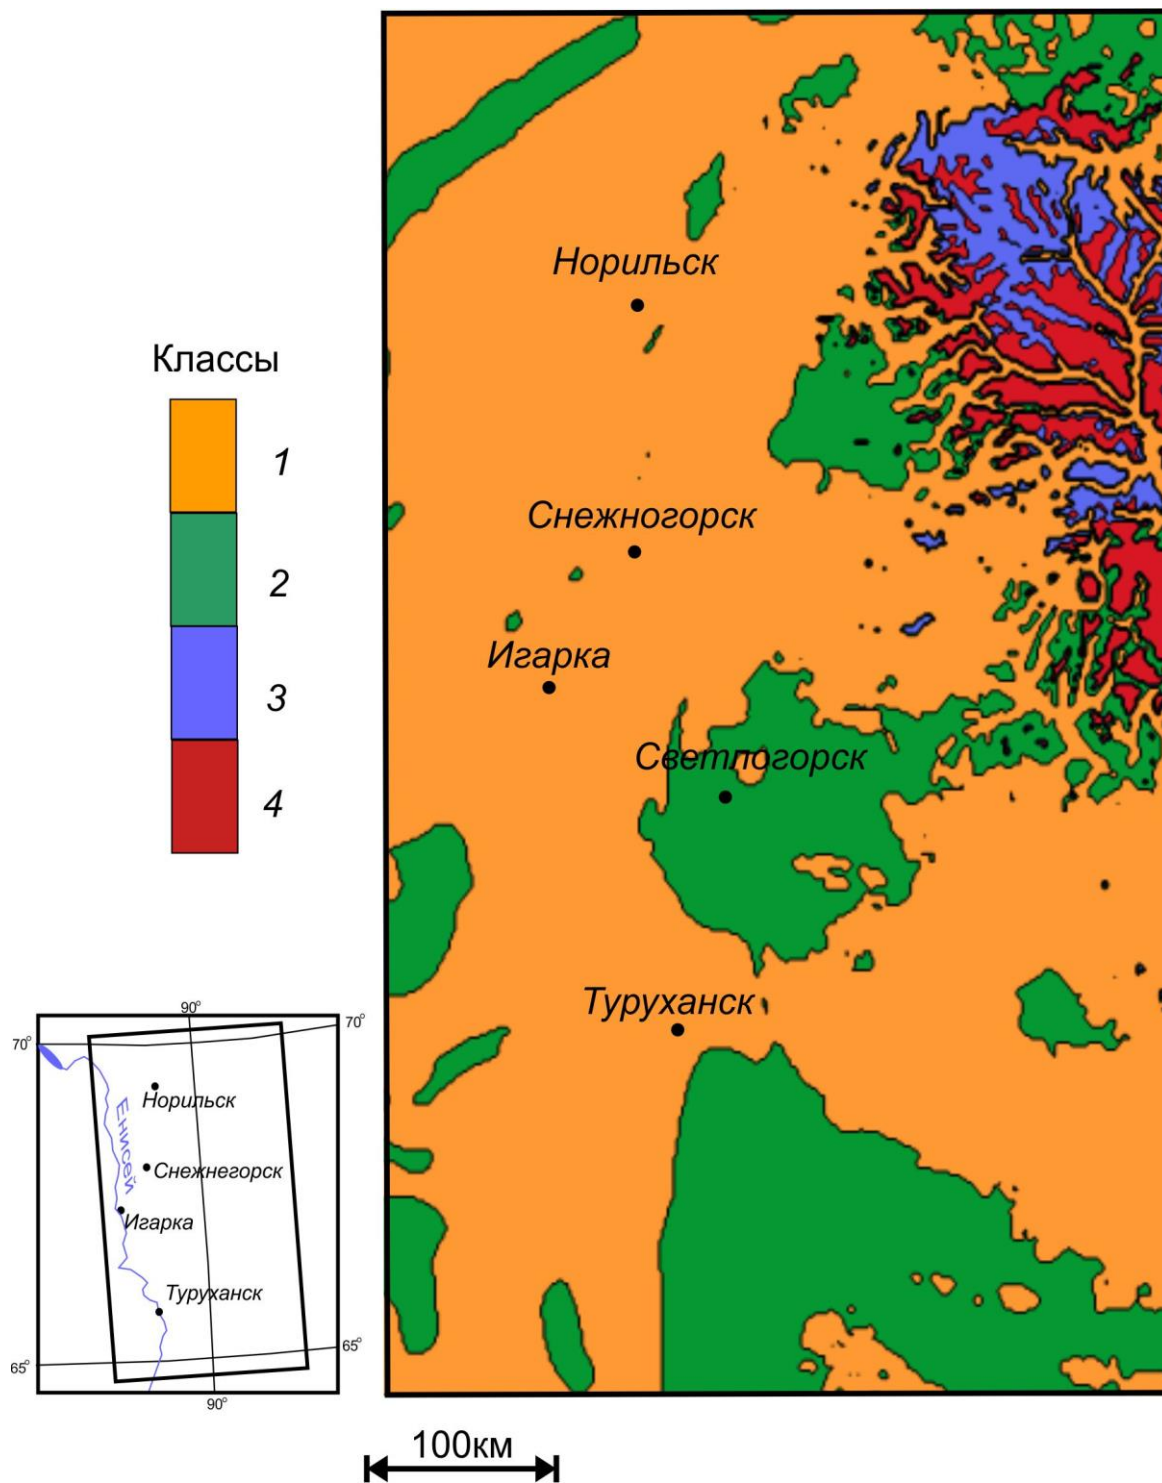 Норильск
Классы
1
2
3
4
Снежногорск
Игарка
Светлогорск
Туруханск
90°
70°
70°
Норильск
Енисей
Снежнегорск
Игарка
Туруханск
65°
65°
90°
100км